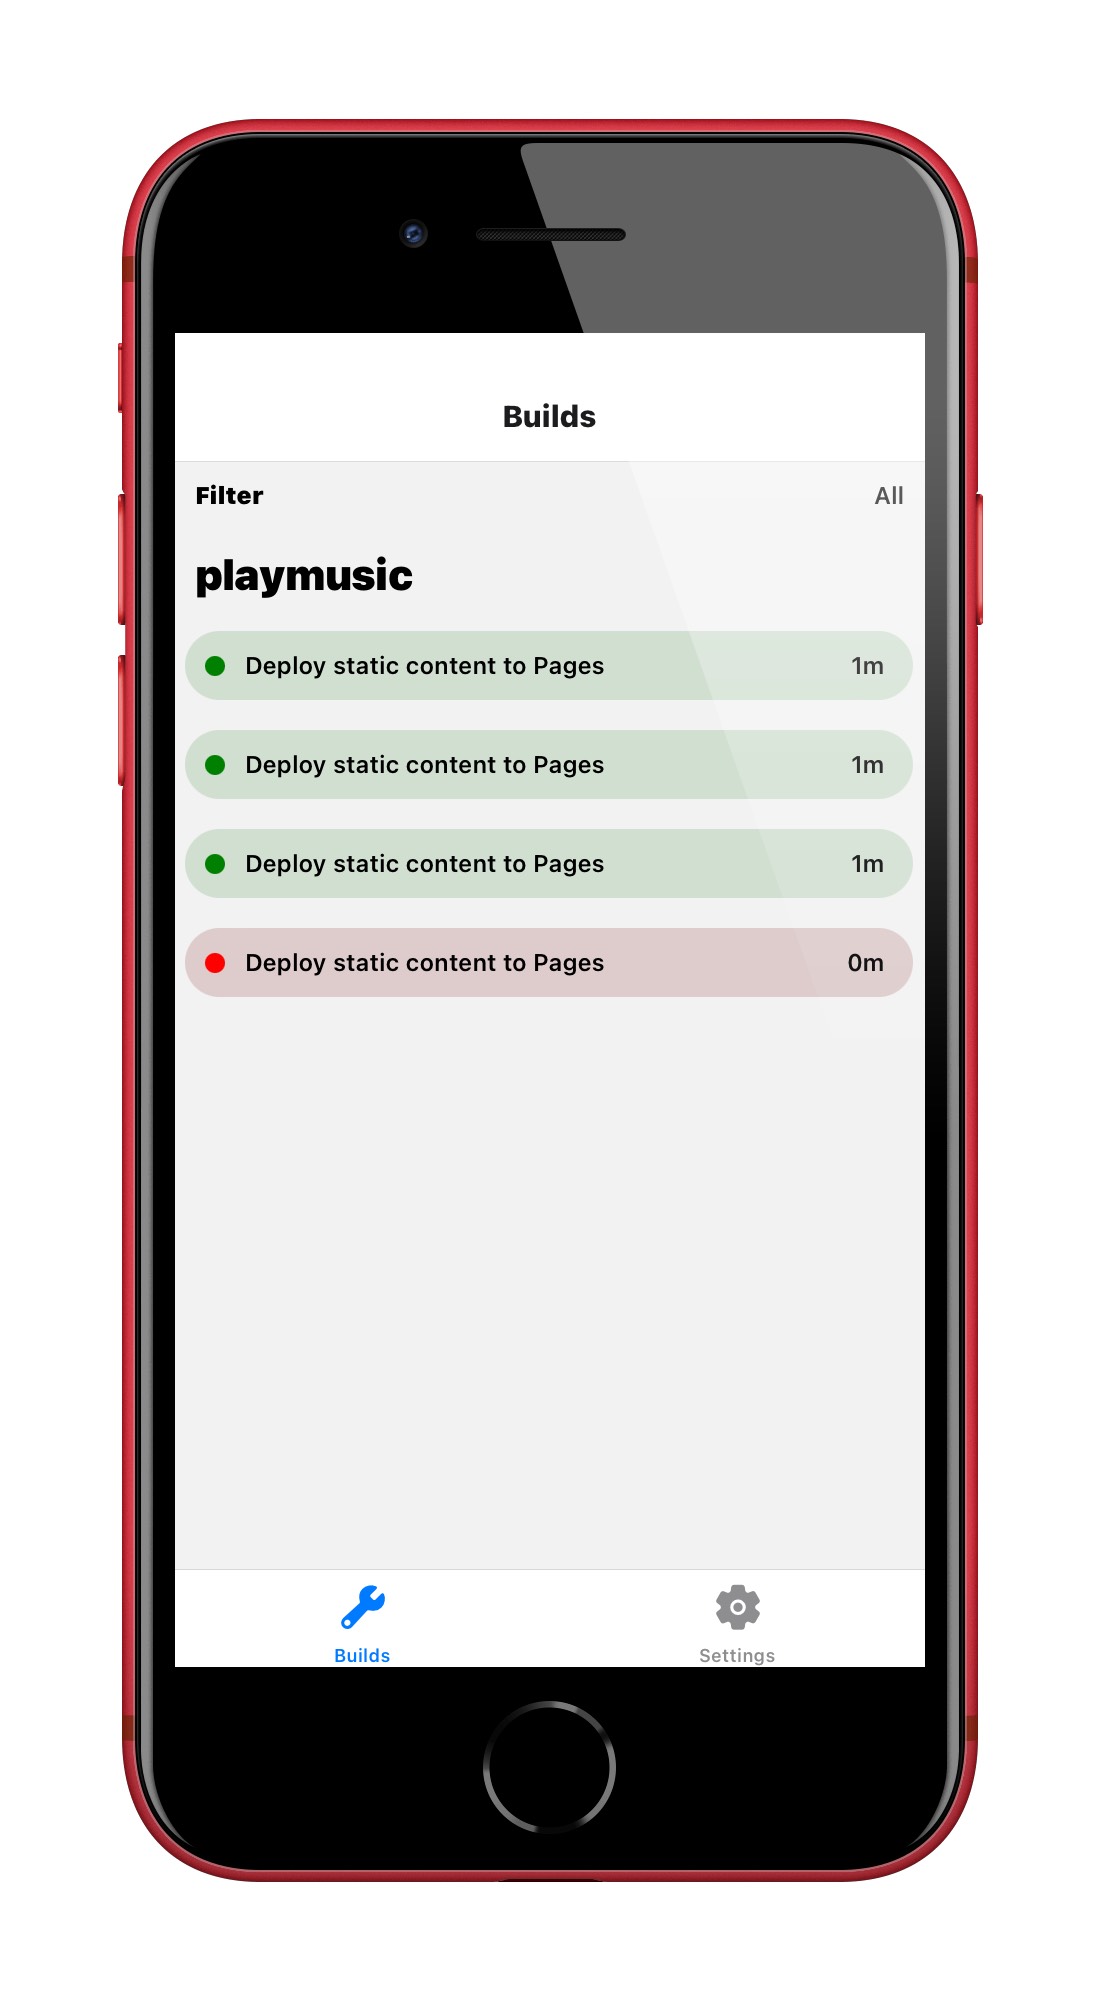 Builds
Filter All
playmusic
Deploy static content to Pages 1m
Deploy static content to Pages 1m
Deploy static content to Pages 1m
Deploy static content to Pages 0m
Builds Settings